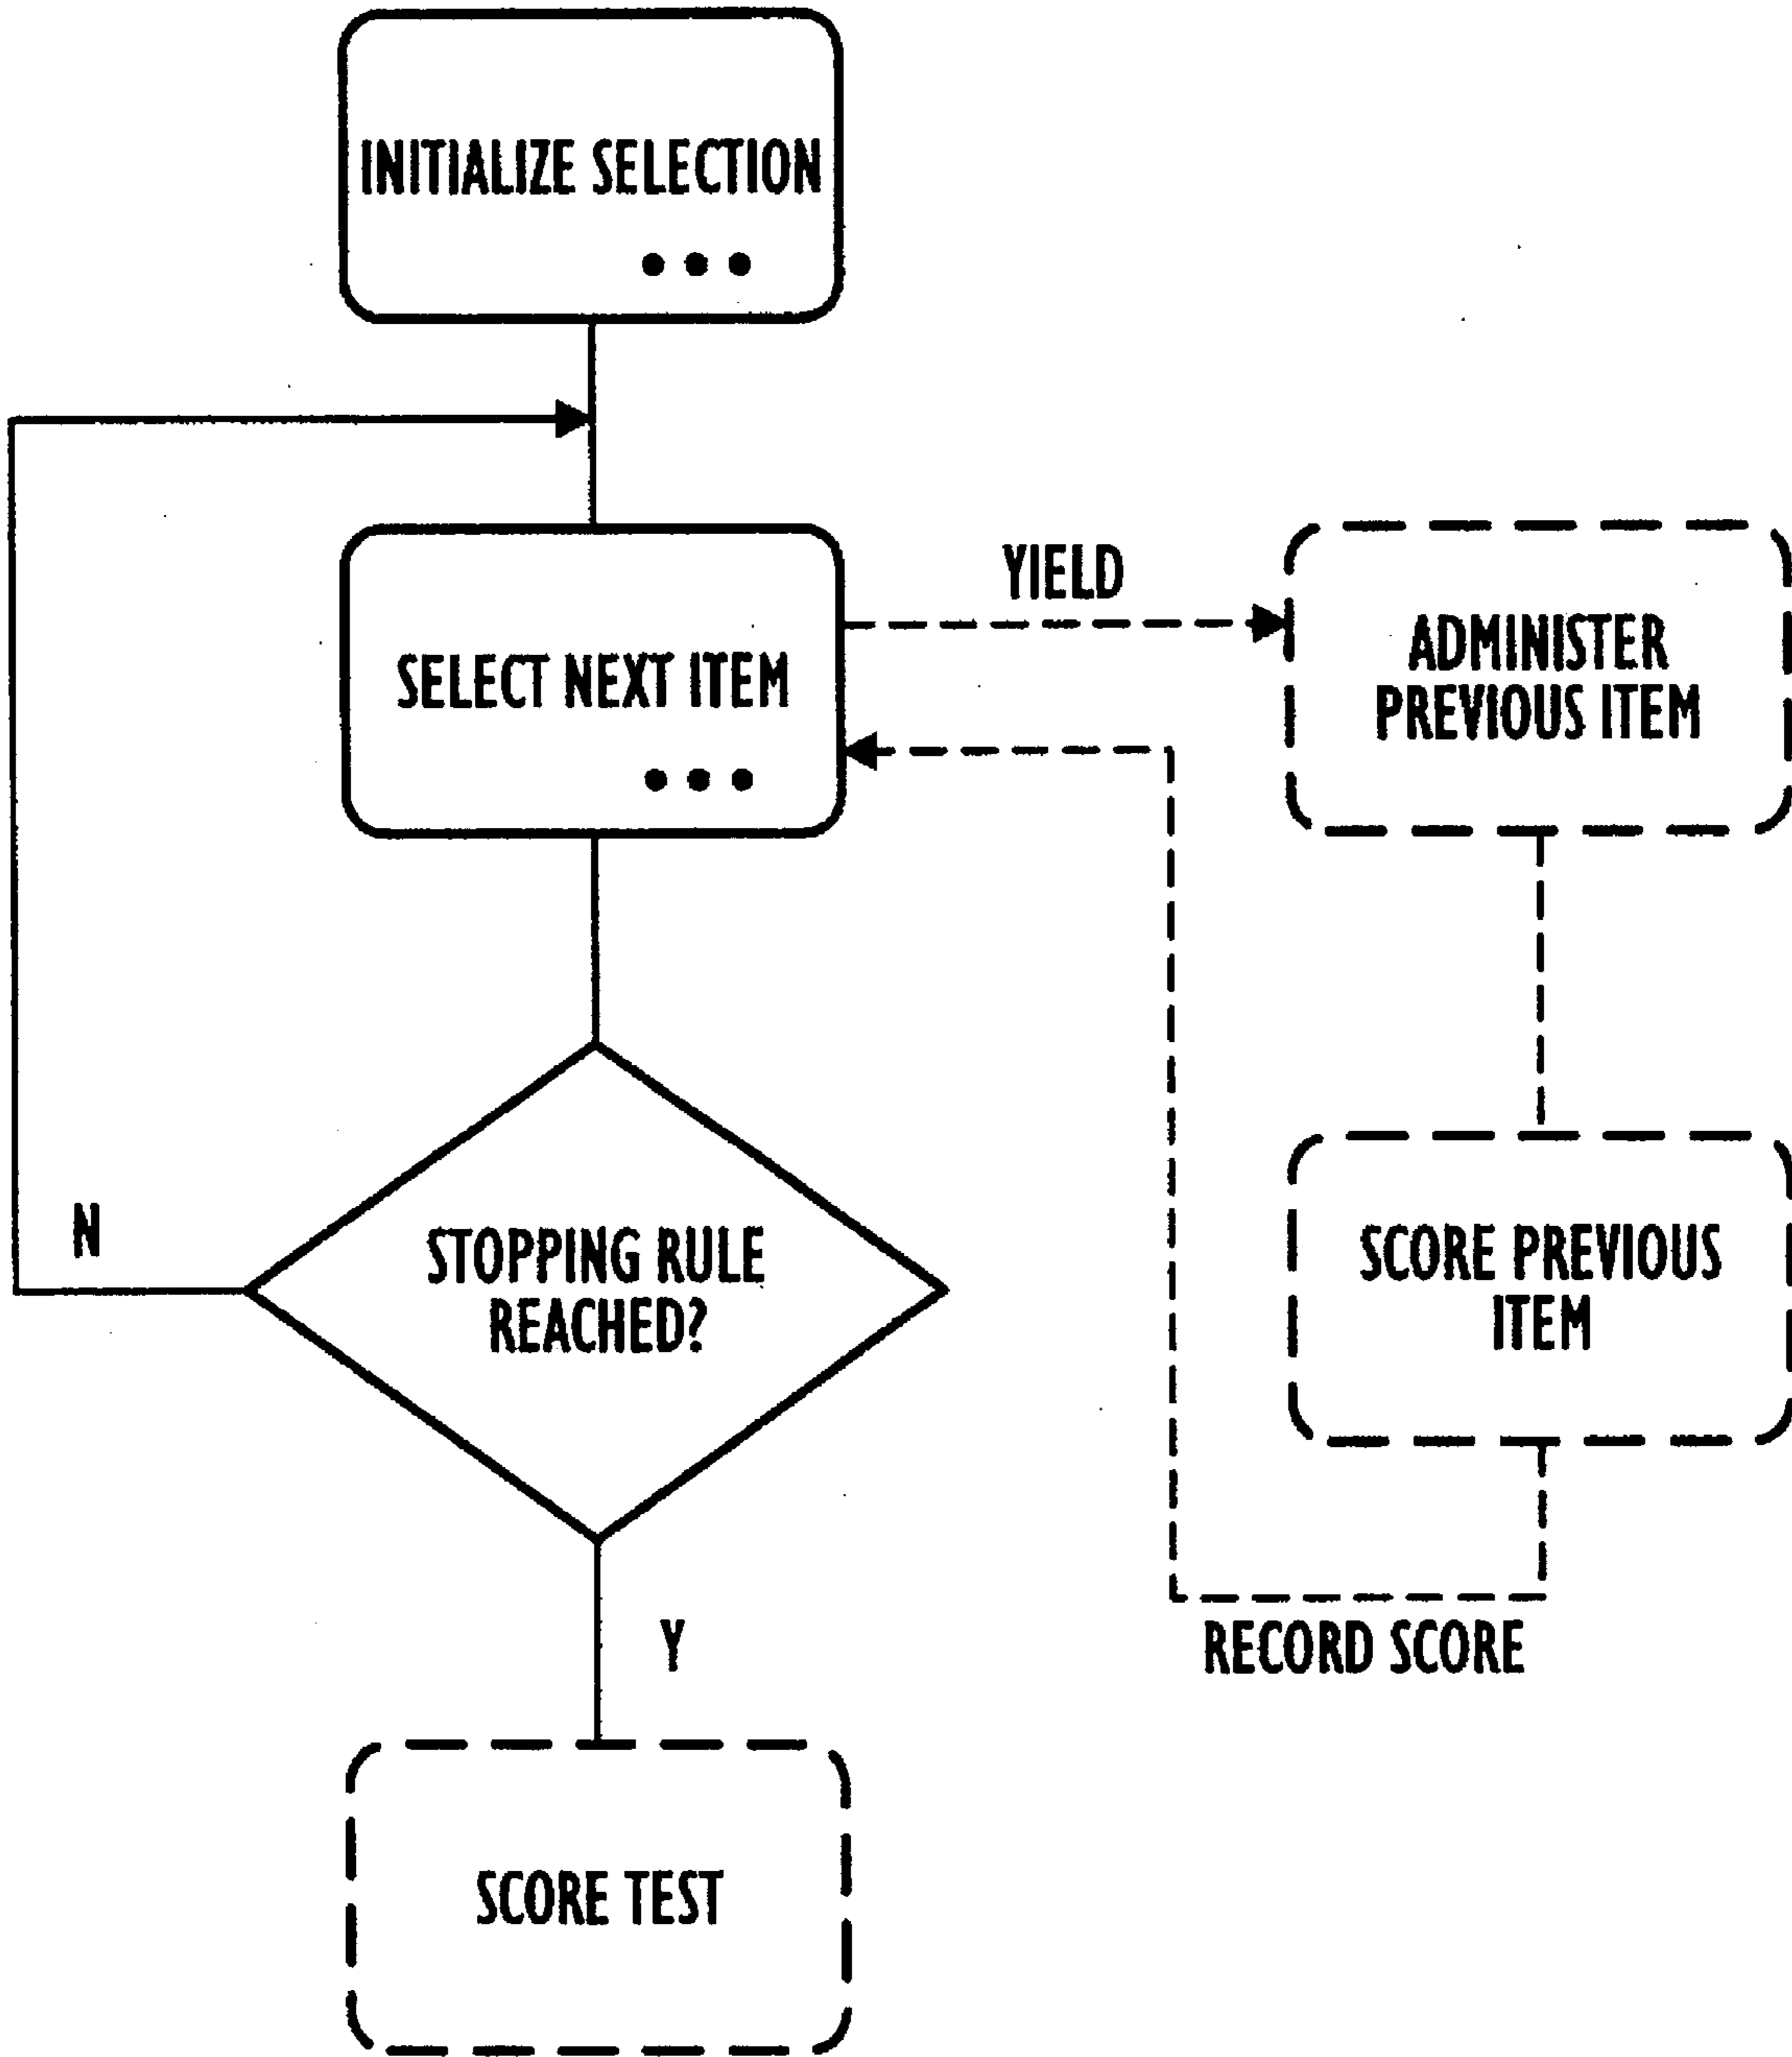 INITIALIZE SELECTION
SELECT NEXT ITEM
YIELD
ADMINISTER
PREVIOUS ITEM
N
STOPPING RULE
REACHED?
SCORE PREVIOUS
ITEM
Y
RECORD SCORE
SCORE TEST